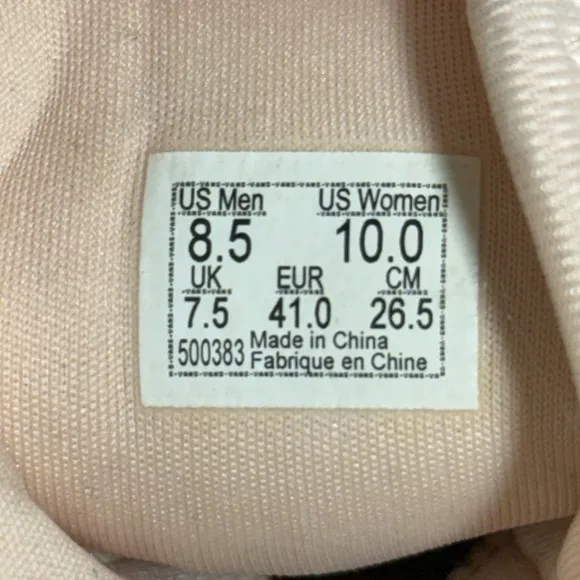 US Men US Women
8.5 10.0
UK EUR CM
7.5 41.0 26.5
500383 Made in China
Fabrique en Chine